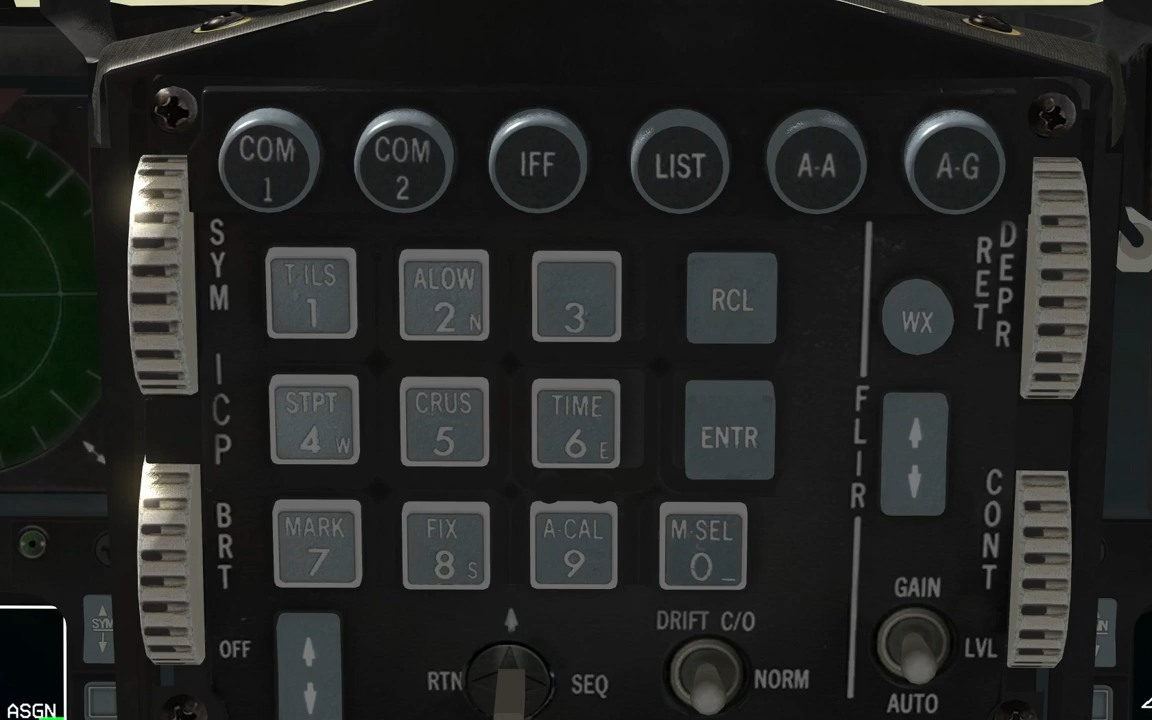 COM
1
COM
2
IFF
LIST
A-A
A-G
SYM
T-ILS
1
ALOW
2 N
3
RCL
WX
DEPR
RET
ICP
STPT
4 W
CRUS
5
TIME
6 E
ENTR
FLIR
BRT
MARK
7
FIX
8 S
A-CAL
9
M-SEL
0 _
CONT
GAIN
LVL
AUTO
OFF
RTN
SEQ
DRIFT C/O
NORM
SYM
ASGN